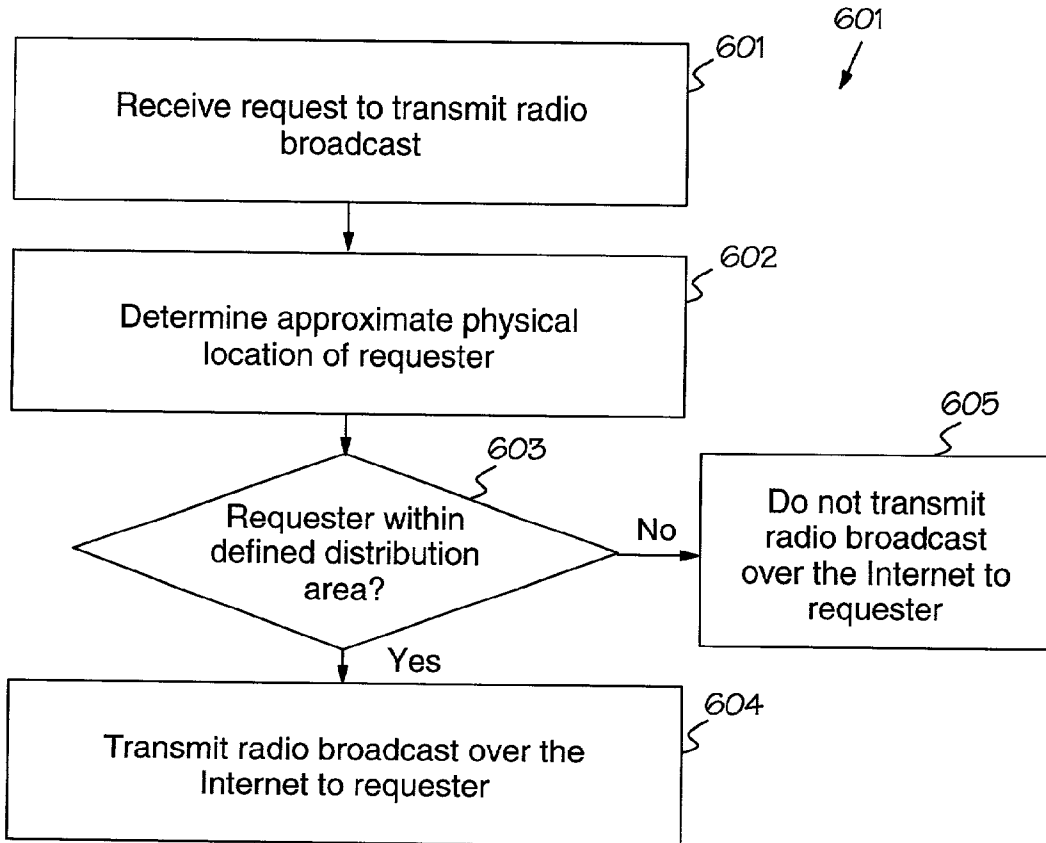 601
601
Receive request to transmit radio
broadcast
602
Determine approximate physical
location of requester
603
Requester within
defined distribution
area?
No
605
Do not transmit
radio broadcast
over the Internet to
requester
Yes
604
Transmit radio broadcast over the
Internet to requester